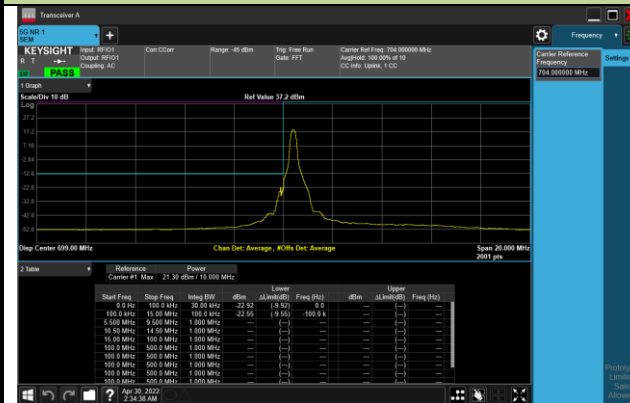 Transceiver A
5G NR 1
SEM
Frequency
KEYSIGHT
R T
PASS
Input: RFIO1
Output: RFIO1
Coupling: AC
Corr CCorr
Range: -45 dBm
Trig: Free Run
Gate: FFT
Carrier Ref Freq: 704.000000 MHz
Avg|Hold: 100.00% of 10
CC Info: Uplink, 1 CC
Carrier Reference
Frequency
704.000000 MHz
Settings
1 Graph
Scale/Div 10 dB
Ref Value 37.2 dBm
Log
27.2
17.2
7.16
-2.84
-12.8
-22.8
-32.8
-42.8
-52.8
Disp Center 699.00 MHz
Chan Det: Average , #Offs Det: Average
Span 20.000 MHz
2001 pts
2 Table
Reference Power
Carrier #1: Max 21.30 dBm / 10.000 MHz
Lower Upper
Start Freq Stop Freq Integ BW dBm ΔLimit(dB) Freq (Hz) dBm ΔLimit(dB) Freq (Hz)
0.0 Hz 100.0 kHz 30.00 kHz -22.92 (-9.92) 0.0 --- (---) ---
100.0 kHz 15.00 MHz 100.0 kHz -22.55 (-9.55) -100.0 k --- (---) ---
5.500 MHz 9.500 MHz 1.000 MHz --- (---) --- --- (---) ---
10.50 MHz 14.50 MHz 1.000 MHz --- (---) --- --- (---) ---
15.00 MHz 100.0 MHz 1.000 MHz --- (---) --- --- (---) ---
100.0 MHz 500.0 MHz 1.000 MHz --- (---) --- --- (---) ---
100.0 MHz 500.0 MHz 1.000 MHz --- (---) --- --- (---) ---
100.0 MHz 500.0 MHz 1.000 MHz --- (---) --- --- (---) ---
100.0 MHz 500.0 MHz 1.000 MHz --- (---) --- --- (---) ---
Apr 30, 2022
2:34:38 AM